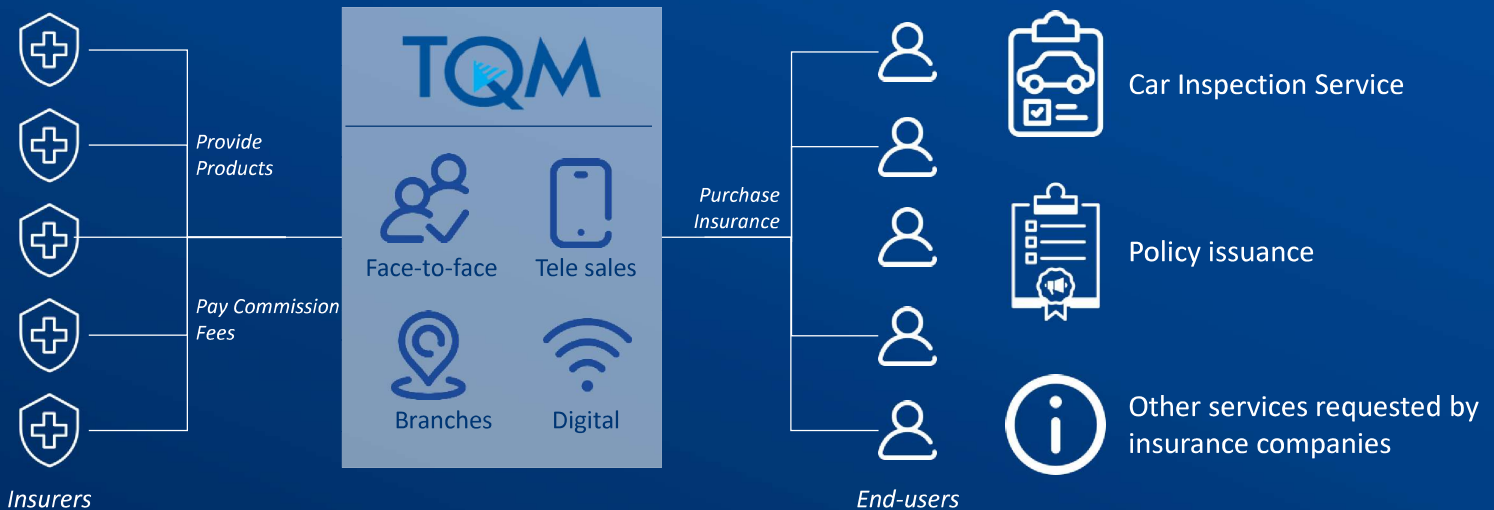 TQM
Provide
Products
Pay Commission
Fees
Insurers
Face-to-face
Tele sales
Branches
Digital
Purchase
Insurance
End-users
Car Inspection Service
Policy issuance
Other services requested by
insurance companies